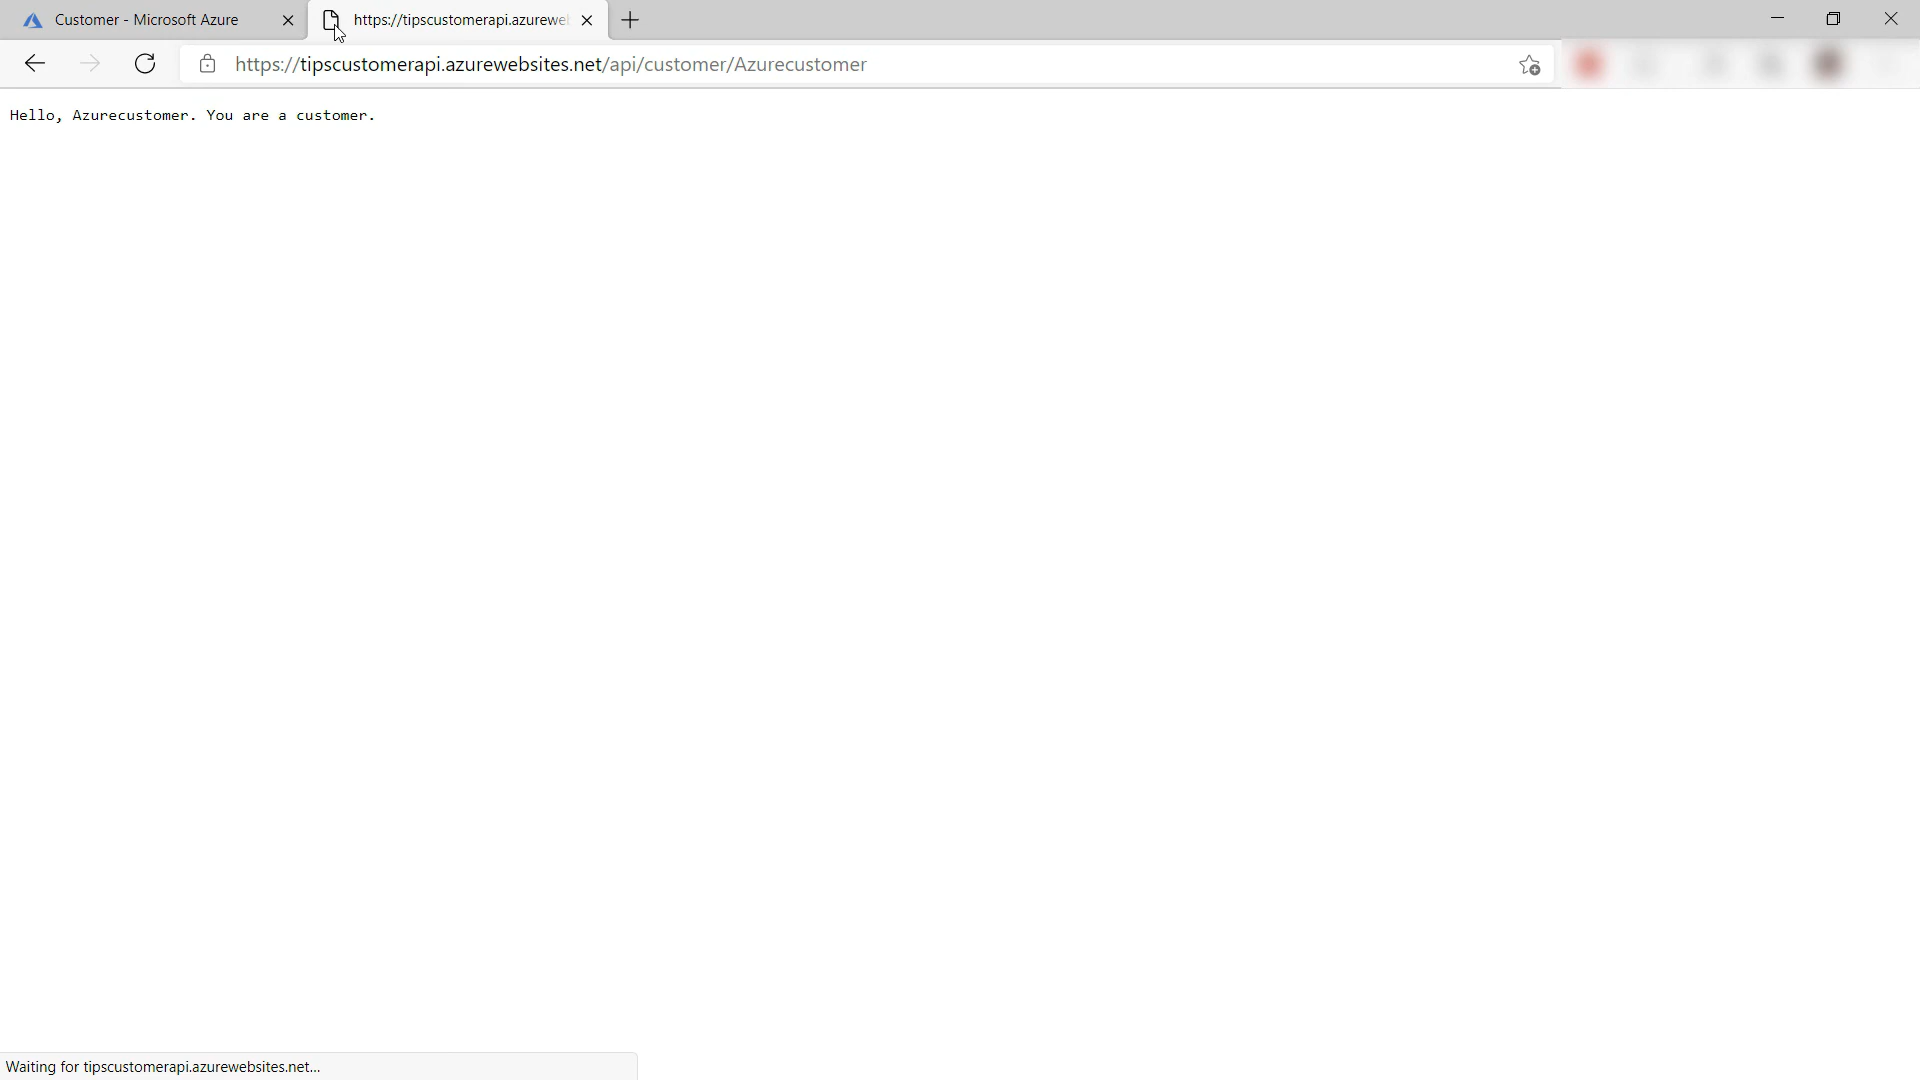 Customer - Microsoft Azure
https://tipscustomerapi.azurewe
https://tipscustomerapi.azurewebsites.net/api/customer/Azurecustomer
Hello, Azurecustomer. You are a customer.
Waiting for tipscustomerapi.azurewebsites.net...